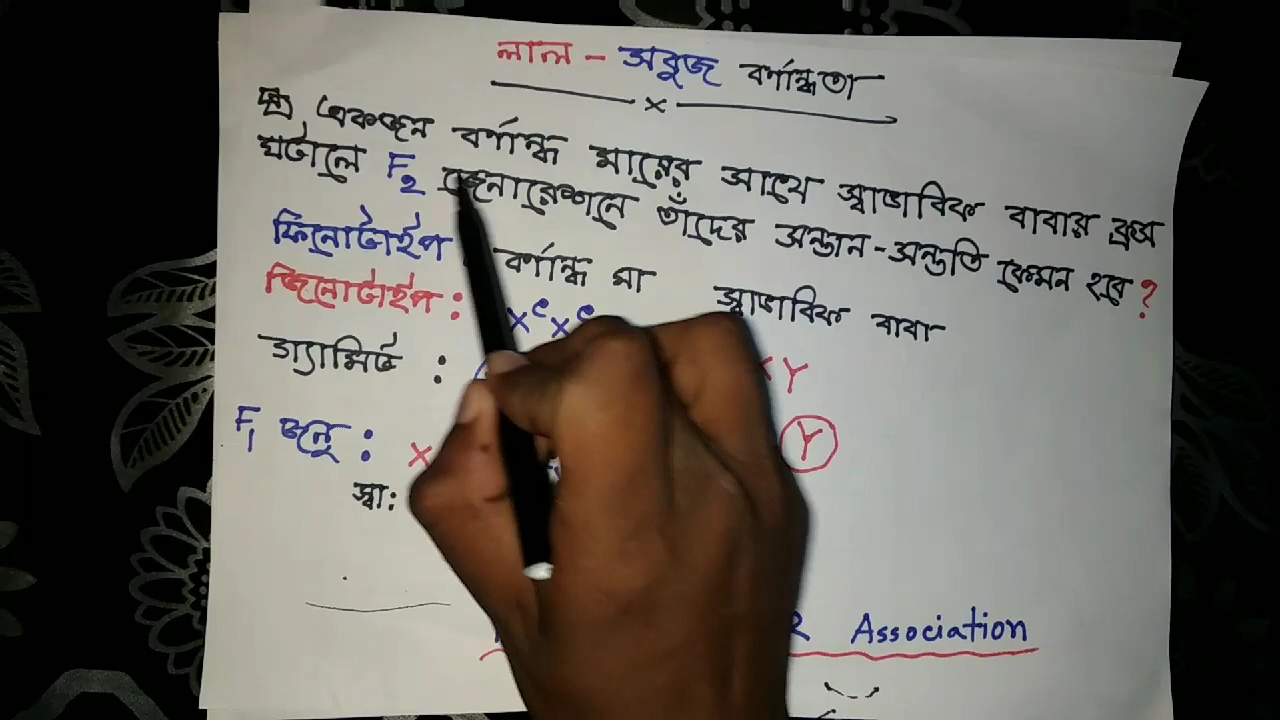 লাল - সবুজ বর্ণান্ধতা
x
প্রঃ একজন বর্ণান্ধ মায়ের সাথে স্বাভাবিক বাবার ক্রস
ঘটালে F2 জেনারেশনে তাঁদের সন্তান-সন্ততি কেমন হবে?
ফিনোটাইপ বর্ণান্ধ মা স্বাভাবিক বাবা
জিনোটাইপ : XᶜXᶜ XY
গ্যামিট : Y
F1 জনু : X
স্বা:
Association